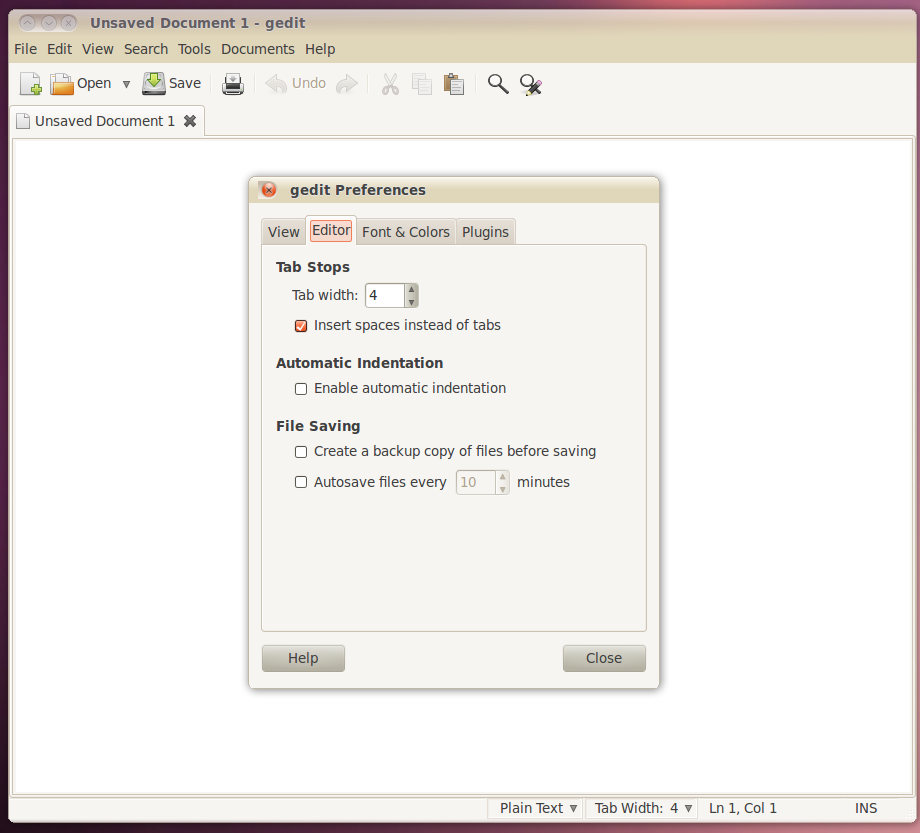 Unsaved Document 1 - gedit
File Edit View Search Tools Documents Help
Open Save Undo
Unsaved Document 1
gedit Preferences
View Editor Font & Colors Plugins
Tab Stops
Tab width: 4
Insert spaces instead of tabs
Automatic Indentation
Enable automatic indentation
File Saving
Create a backup copy of files before saving
Autosave files every 10 minutes
Help Close
Plain Text Tab Width: 4 Ln 1, Col 1 INS